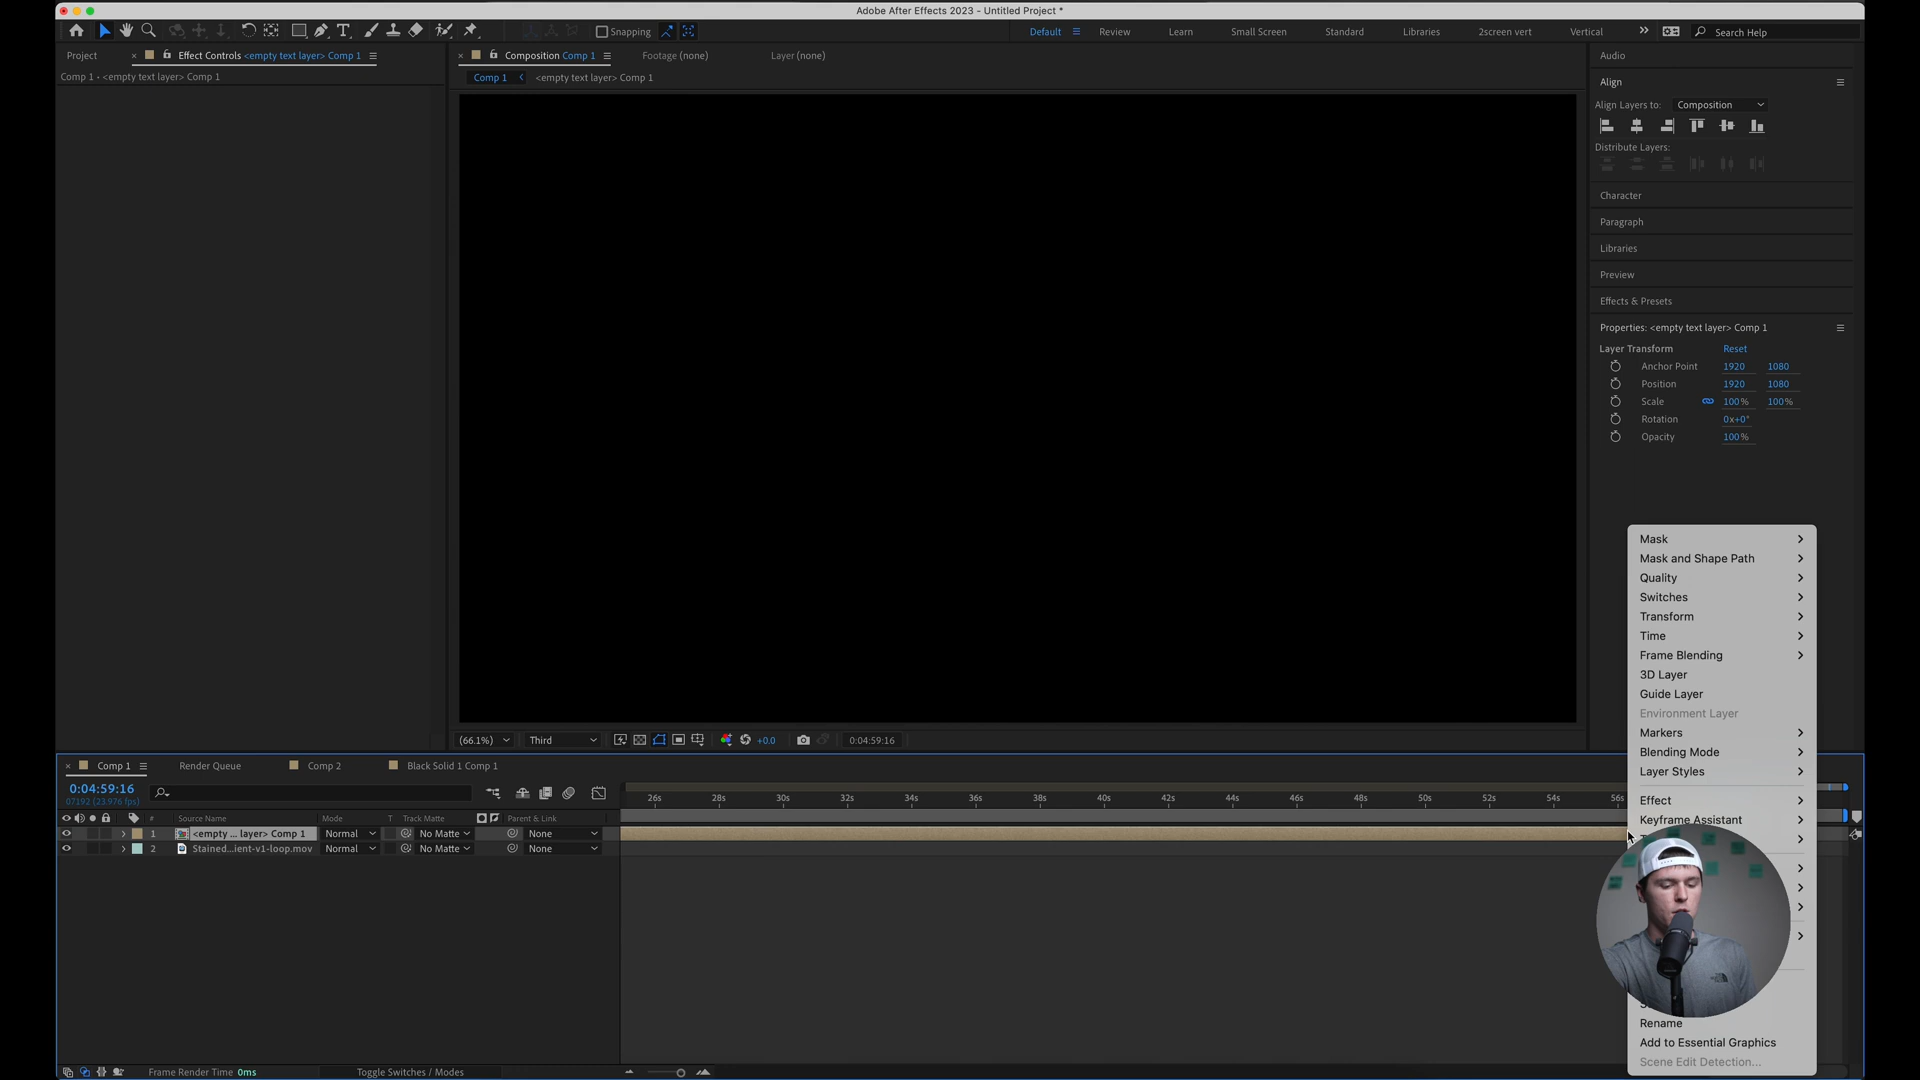 Adobe After Effects 2023 - Untitled Project *
Snapping
Default
Review
Learn
Small Screen
Standard
Libraries
2screen vert
Vertical
Search Help
Project
Effect Controls <empty text layer> Comp 1
Composition Comp 1
Footage (none)
Layer (none)
Audio
Comp 1 • <empty text layer> Comp 1
Comp 1
<empty text layer> Comp 1
Align
Align Layers to: Composition
Distribute Layers:
Character
Paragraph
Libraries
Preview
Effects & Presets
Properties: <empty text layer> Comp 1
Layer Transform Reset
Anchor Point 1920 1080
Position 1920 1080
Scale 100% 100%
Rotation 0x+0°
Opacity 100%
Mask
Mask and Shape Path
Quality
Switches
Transform
Time
Frame Blending
3D Layer
Guide Layer
Environment Layer
Markers
Blending Mode
Layer Styles
Effect
Keyframe Assistant
Rename
Add to Essential Graphics
Scene Edit Detection...
(66.1%) Third +0.0 0:04:59:16
Comp 1
Render Queue
Comp 2
Black Solid 1 Comp 1
0:04:59:16
07192 (23.976 fps)
26s 28s 30s 32s 34s 36s 38s 40s 42s 44s 46s 48s 50s 52s 54s 56s
# Source Name Mode T Track Matte Parent & Link
1 <empty ... layer> Comp 1 Normal No Matte None
2 Stained...ient-v1-loop.mov Normal No Matte None
Frame Render Time 0ms Toggle Switches / Modes